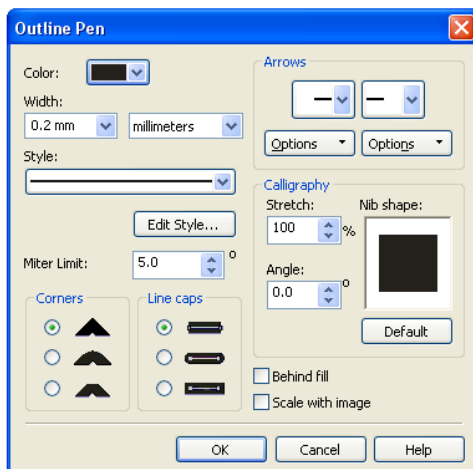 Outline Pen
Color:
Width:
0.2 mm
millimeters
Style:
Edit Style...
Miter Limit:
5.0
o
Corners
Line caps
Arrows
Options
Options
Calligraphy
Stretch:
100
%
Angle:
0.0
o
Nib shape:
Default
Behind fill
Scale with image
OK
Cancel
Help